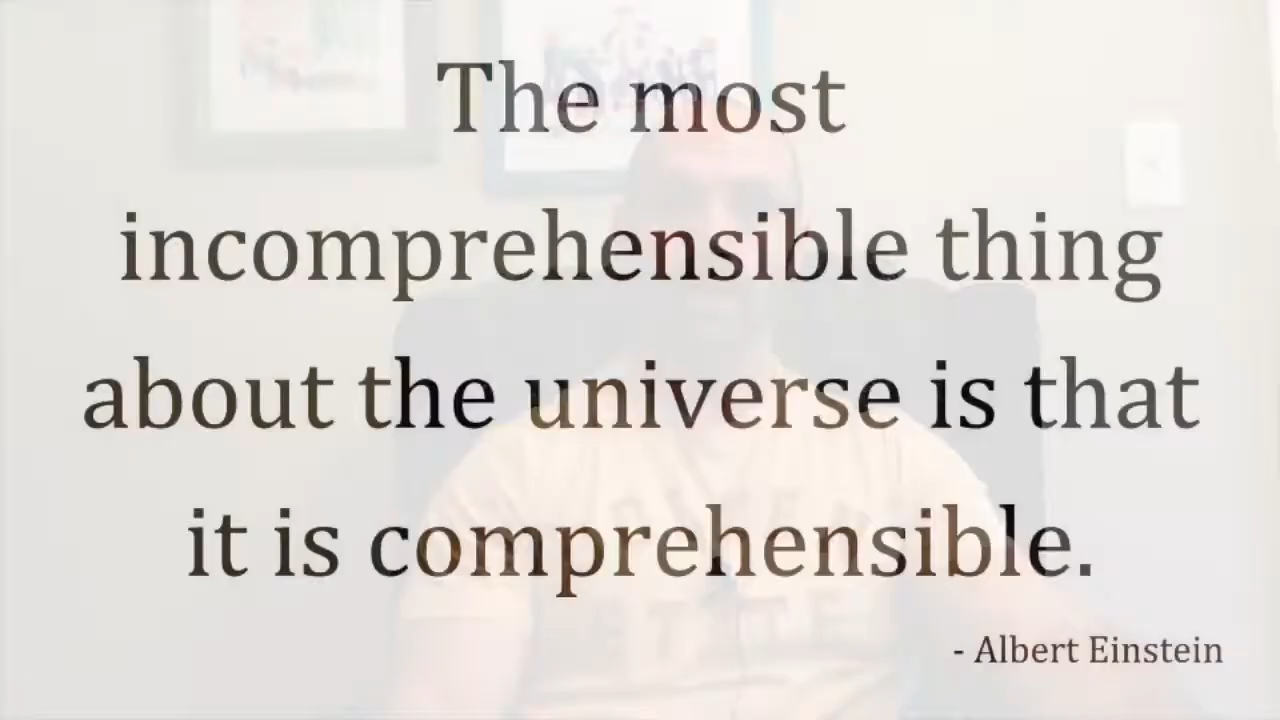 The most
incomprehensible thing
about the universe is that
it is comprehensible.
- Albert Einstein